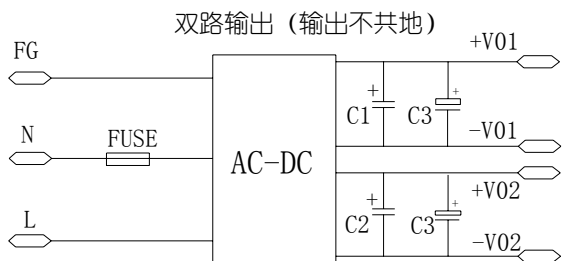 双路输出（输出不共地）
FG
+V01
C1
C3
-V01
N
FUSE
AC-DC
+V02
C2
C3
L
-V02
+
+
+
+